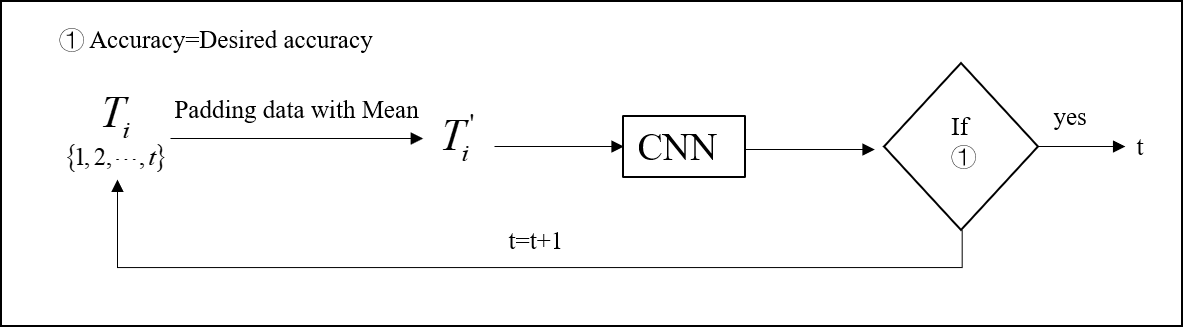 ① Accuracy=Desired accuracy
Padding data with Mean
T_i
{1, 2, ⋯, t}
T_i'
CNN
If
①
yes
t
t=t+1